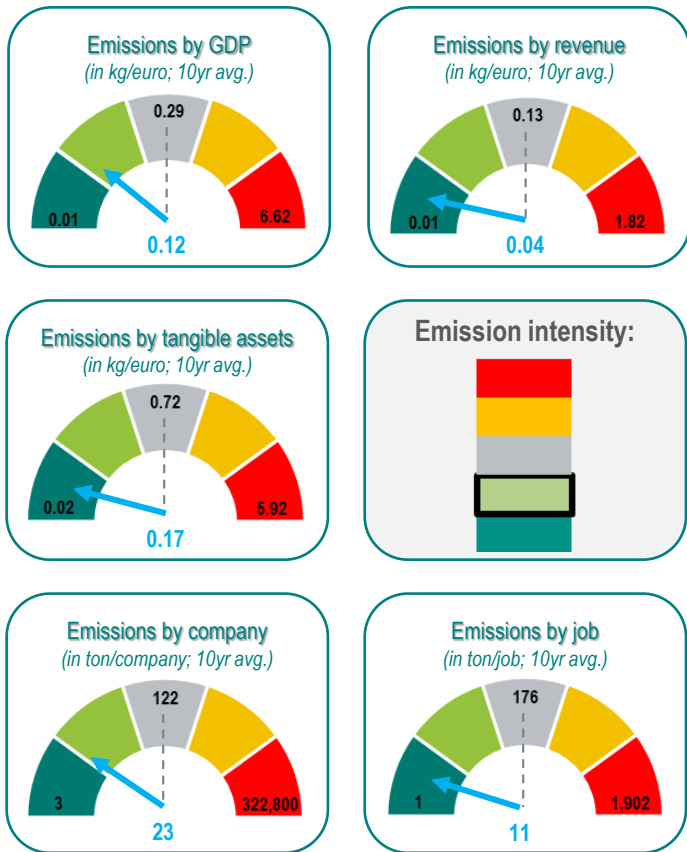 Emissions by GDP
(in kg/euro; 10yr avg.)
0.29
0.01
6.62
0.12
Emissions by revenue
(in kg/euro; 10yr avg.)
0.13
0.01
1.82
0.04
Emissions by tangible assets
(in kg/euro; 10yr avg.)
0.72
0.02
5.92
0.17
Emission intensity:
Emissions by company
(in ton/company; 10yr avg.)
122
3
322,800
23
Emissions by job
(in ton/job; 10yr avg.)
176
1
1,902
11